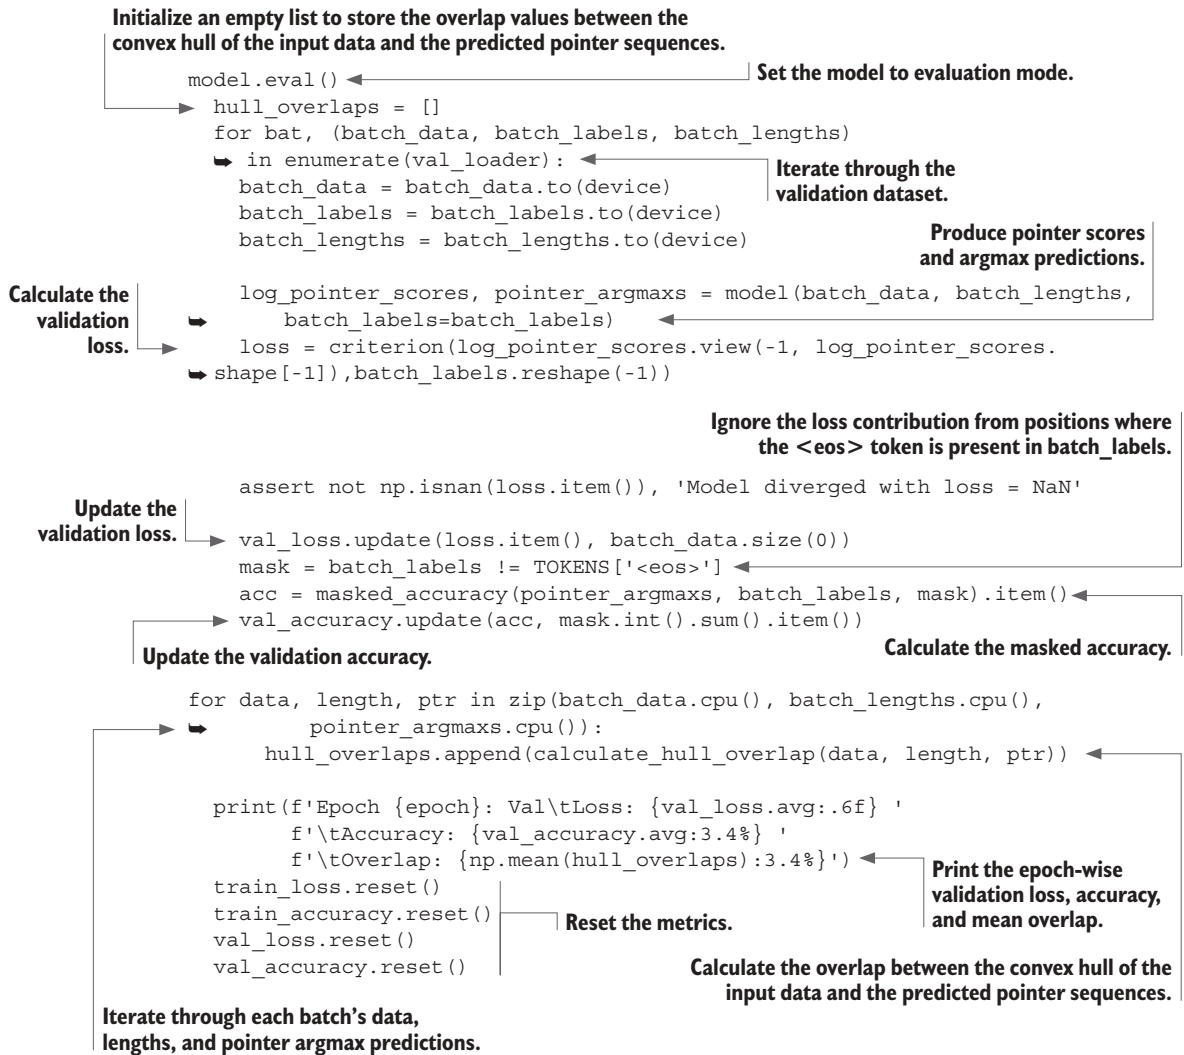 Initialize an empty list to store the overlap values between the
convex hull of the input data and the predicted pointer sequences.
model.eval()
Set the model to evaluation mode.
hull_overlaps = []
for bat, (batch_data, batch_labels, batch_lengths)
➥ in enumerate(val_loader):
Iterate through the
validation dataset.
batch_data = batch_data.to(device)
batch_labels = batch_labels.to(device)
batch_lengths = batch_lengths.to(device)
Produce pointer scores
and argmax predictions.
Calculate the
validation
loss.
log_pointer_scores, pointer_argmaxs = model(batch_data, batch_lengths,
➥ batch_labels=batch_labels)
loss = criterion(log_pointer_scores.view(-1, log_pointer_scores.
➥ shape[-1]),batch_labels.reshape(-1))
Ignore the loss contribution from positions where
the <eos> token is present in batch_labels.
assert not np.isnan(loss.item()), 'Model diverged with loss = NaN'
Update the
validation loss.
val_loss.update(loss.item(), batch_data.size(0))
mask = batch_labels != TOKENS['<eos>']
acc = masked_accuracy(pointer_argmaxs, batch_labels, mask).item()
val_accuracy.update(acc, mask.int().sum().item())
Update the validation accuracy.
Calculate the masked accuracy.
for data, length, ptr in zip(batch_data.cpu(), batch_lengths.cpu(),
➥ pointer_argmaxs.cpu()):
hull_overlaps.append(calculate_hull_overlap(data, length, ptr))
print(f'Epoch {epoch}: Val\tLoss: {val_loss.avg:.6f} '
f'\tAccuracy: {val_accuracy.avg:3.4%} '
f'\tOverlap: {np.mean(hull_overlaps):3.4%}')
Print the epoch-wise
validation loss, accuracy,
and mean overlap.
train_loss.reset()
train_accuracy.reset()
val_loss.reset()
val_accuracy.reset()
Reset the metrics.
Calculate the overlap between the convex hull of the
input data and the predicted pointer sequences.
Iterate through each batch's data,
lengths, and pointer argmax predictions.